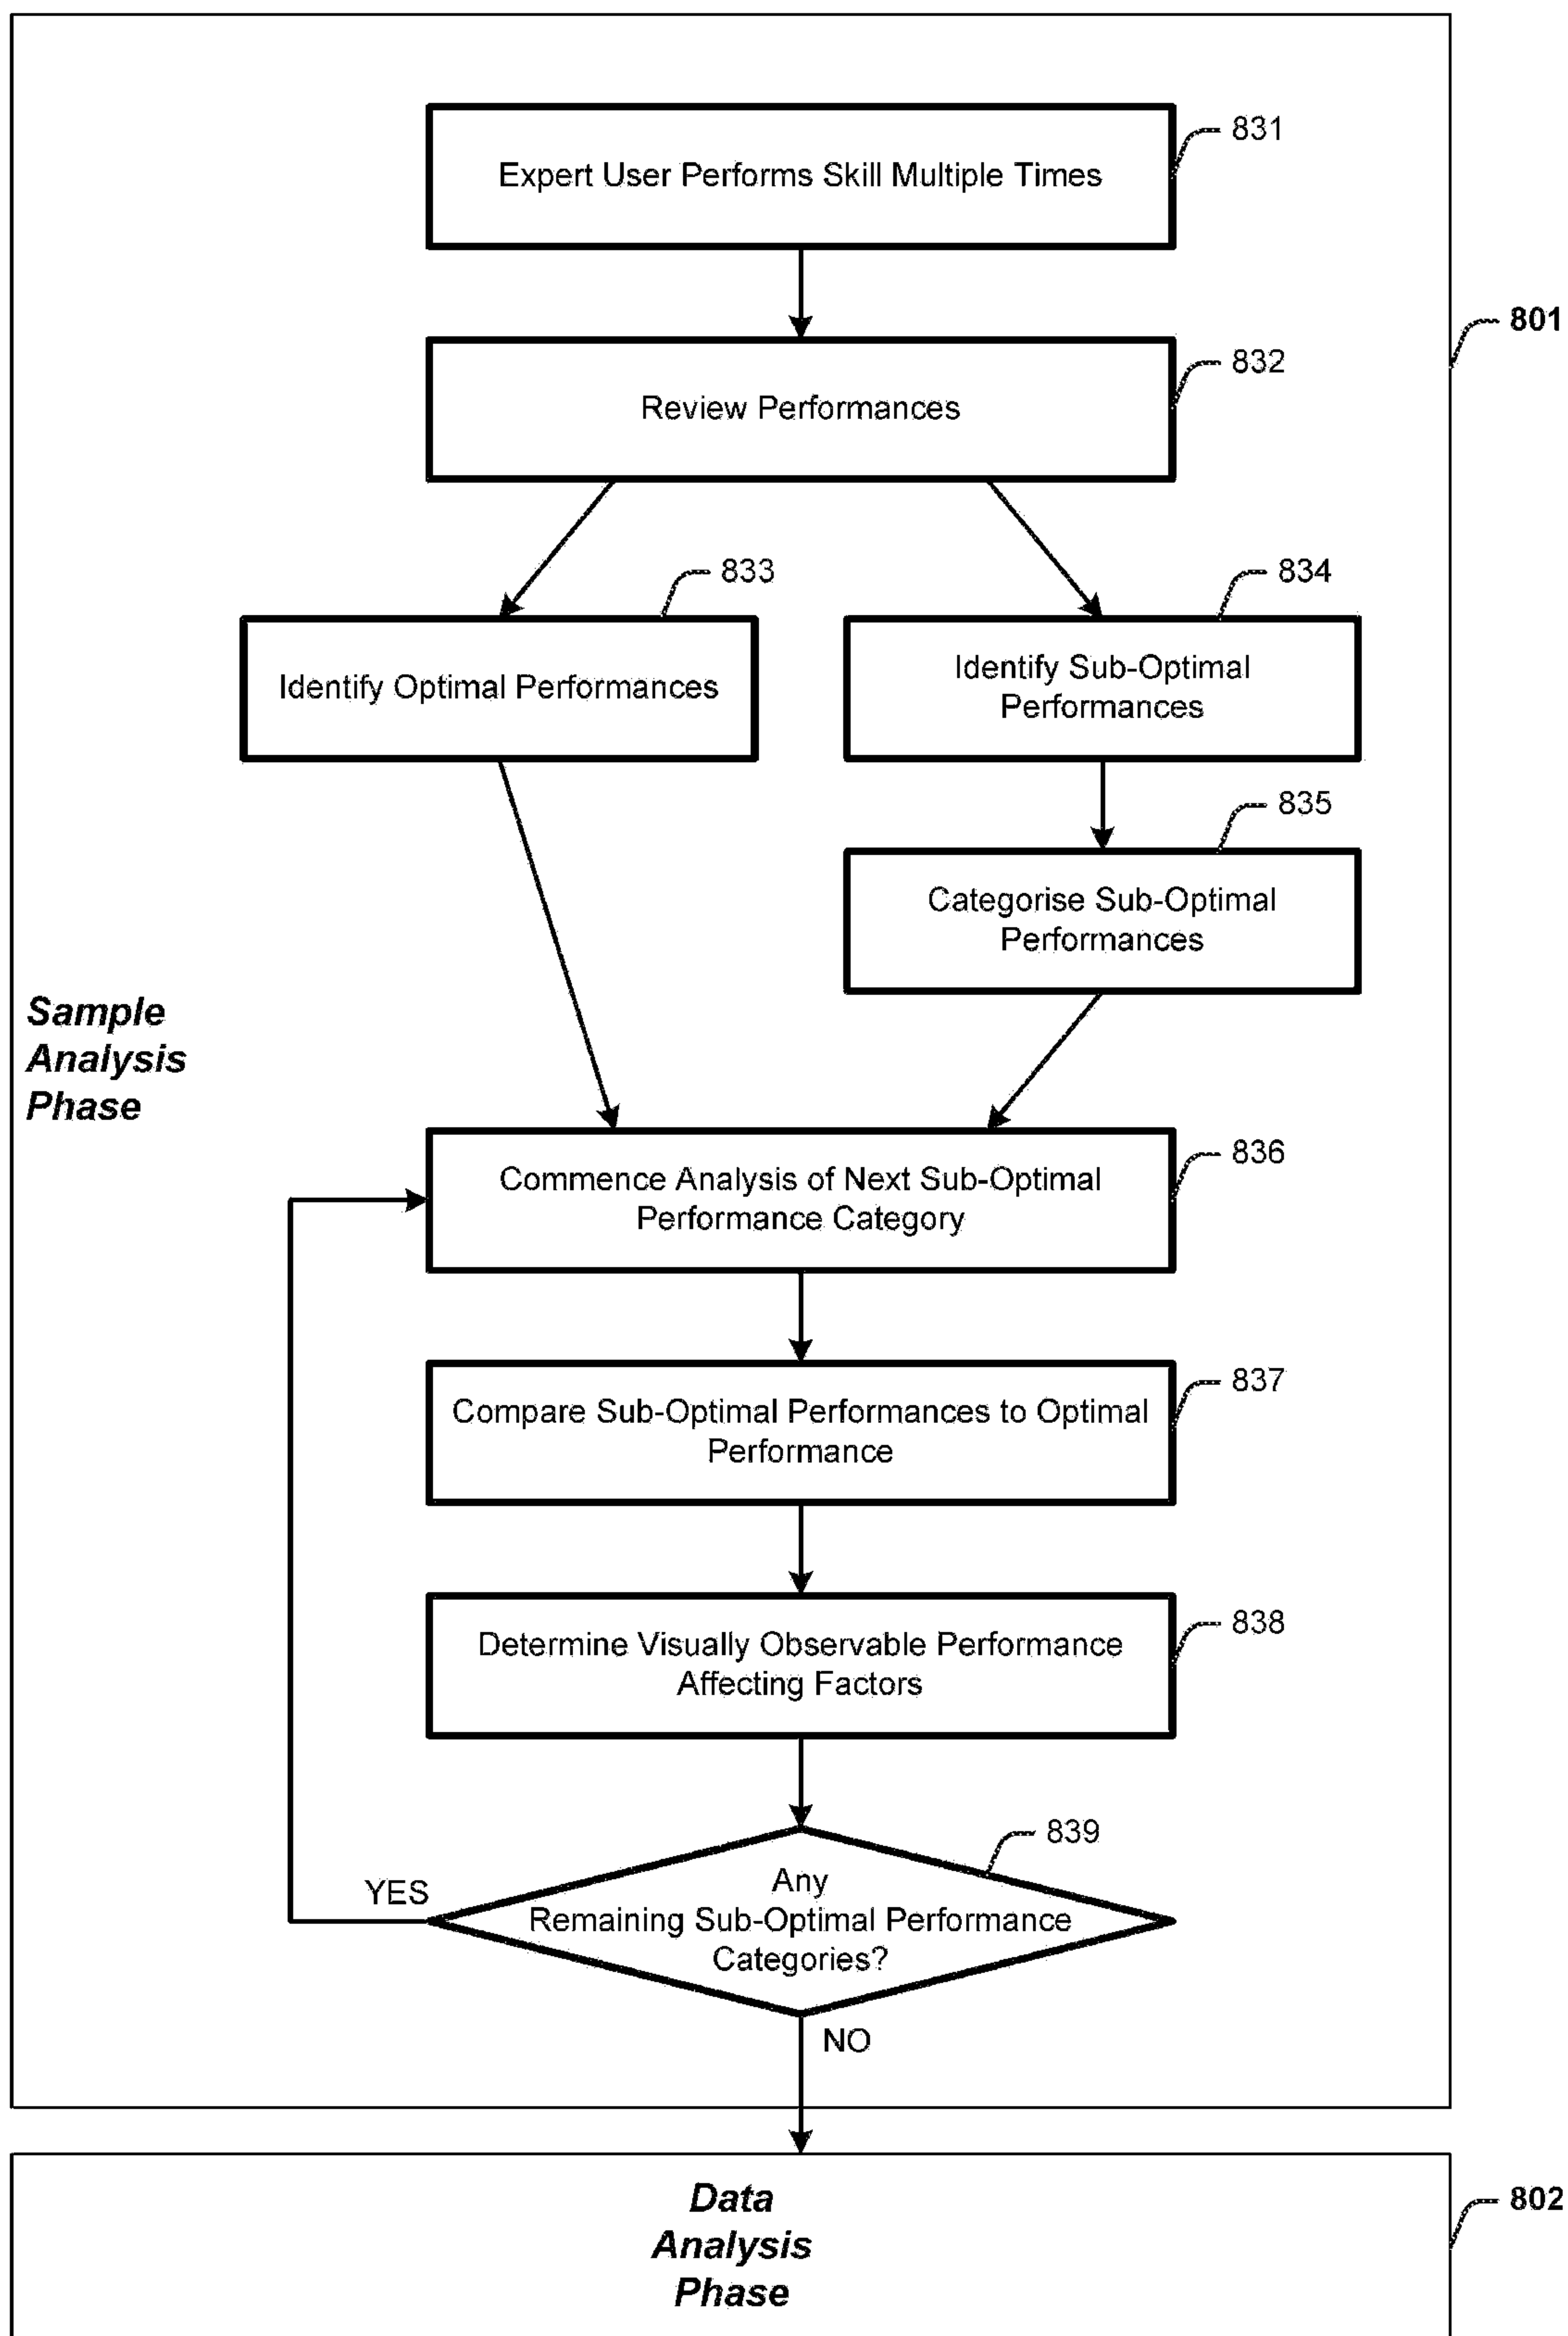 831
Expert User Performs Skill Multiple Times
801
832
Review Performances
833
834
Identify Optimal Performances
Identify Sub-Optimal
Performances
835
Categorise Sub-Optimal
Performances
Sample
Analysis
Phase
836
Commence Analysis of Next Sub-Optimal
Performance Category
837
Compare Sub-Optimal Performances to Optimal
Performance
838
Determine Visually Observable Performance
Affecting Factors
839
YES
Any
Remaining Sub-Optimal Performance
Categories?
NO
802
Data
Analysis
Phase